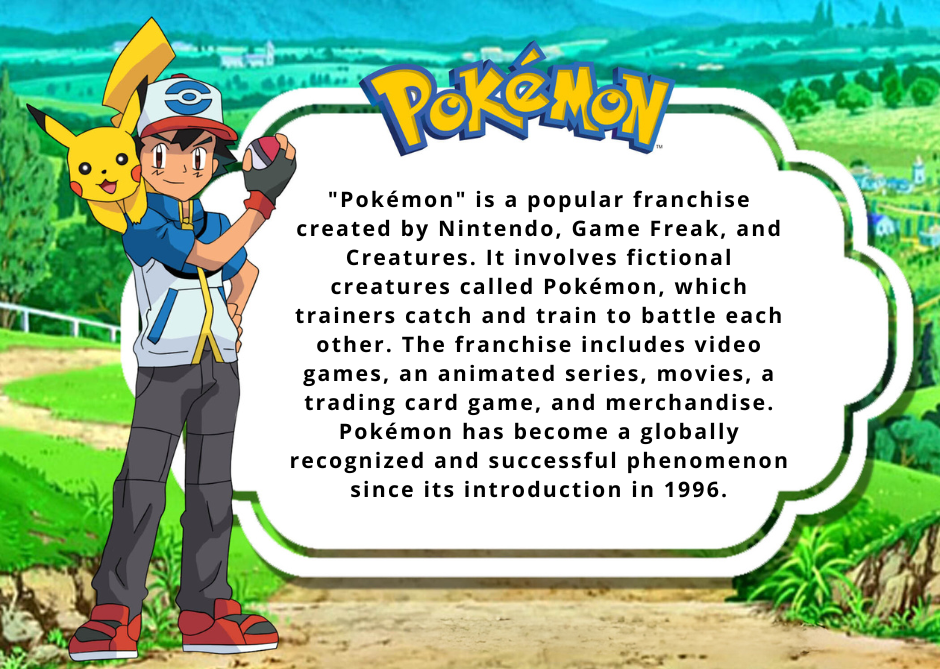 POKéMON
™
"Pokémon" is a popular franchise
created by Nintendo, Game Freak, and
Creatures. It involves fictional
creatures called Pokémon, which
trainers catch and train to battle each
other. The franchise includes video
games, an animated series, movies, a
trading card game, and merchandise.
Pokémon has become a globally
recognized and successful phenomenon
since its introduction in 1996.